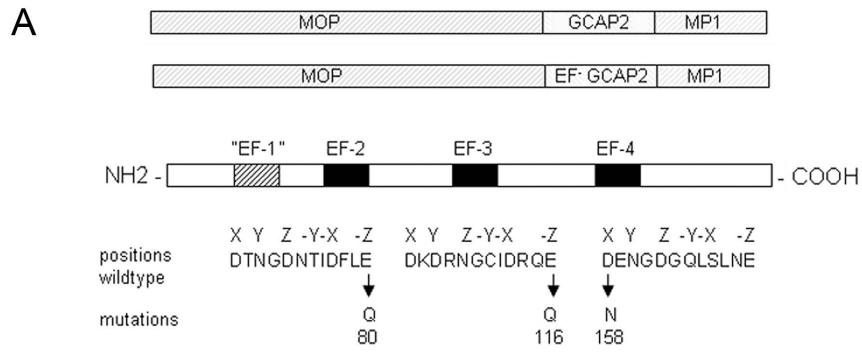 A
MOP GCAP2 MP1
MOP EF- GCAP2 MP1
"EF-1" EF-2 EF-3 EF-4
NH2 - - COOH
X Y Z -Y-X -Z X Y Z-Y-X -Z X Y Z -Y-X -Z
positions
wildtype DTNGDNTIDFLE DKDRNGCIDRQE DENGDGQLSLNE
mutations Q Q N
80 116 158